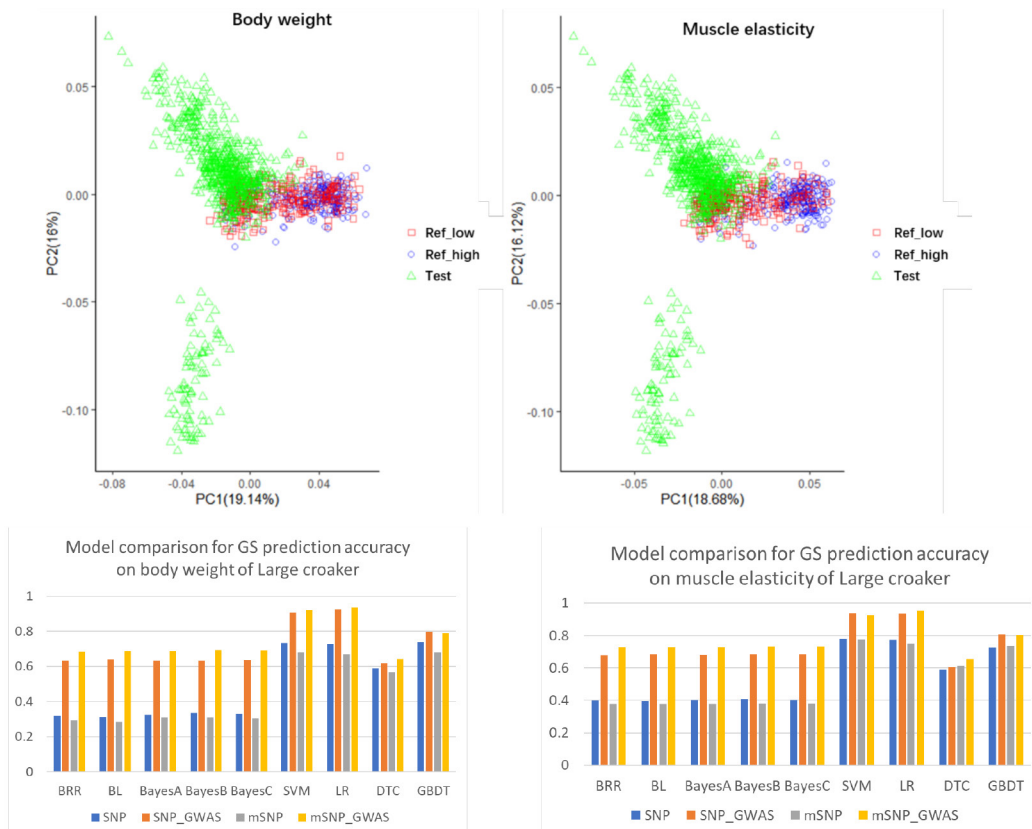 Body weight
0.05
0.00
-0.05
-0.10
PC2(16%)
-0.08
-0.04
0.00
0.04
PC1(19.14%)
Ref_low
Ref_high
Test
Muscle elasticity
0.05
0.00
-0.05
-0.10
PC2(16.12%)
-0.05
0.00
0.05
PC1(18.68%)
Ref_low
Ref_high
Test
Model comparison for GS prediction accuracy
on body weight of Large croaker
1
0.8
0.6
0.4
0.2
0
BRR BL BayesA BayesB BayesC SVM LR DTC GBDT
SNP SNP_GWAS mSNP mSNP_GWAS
Model comparison for GS prediction accuracy
on muscle elasticity of Large croaker
1
0.8
0.6
0.4
0.2
0
BRR BL BayesA BayesB BayesC SVM LR DTC GBDT
SNP SNP_GWAS mSNP mSNP_GWAS